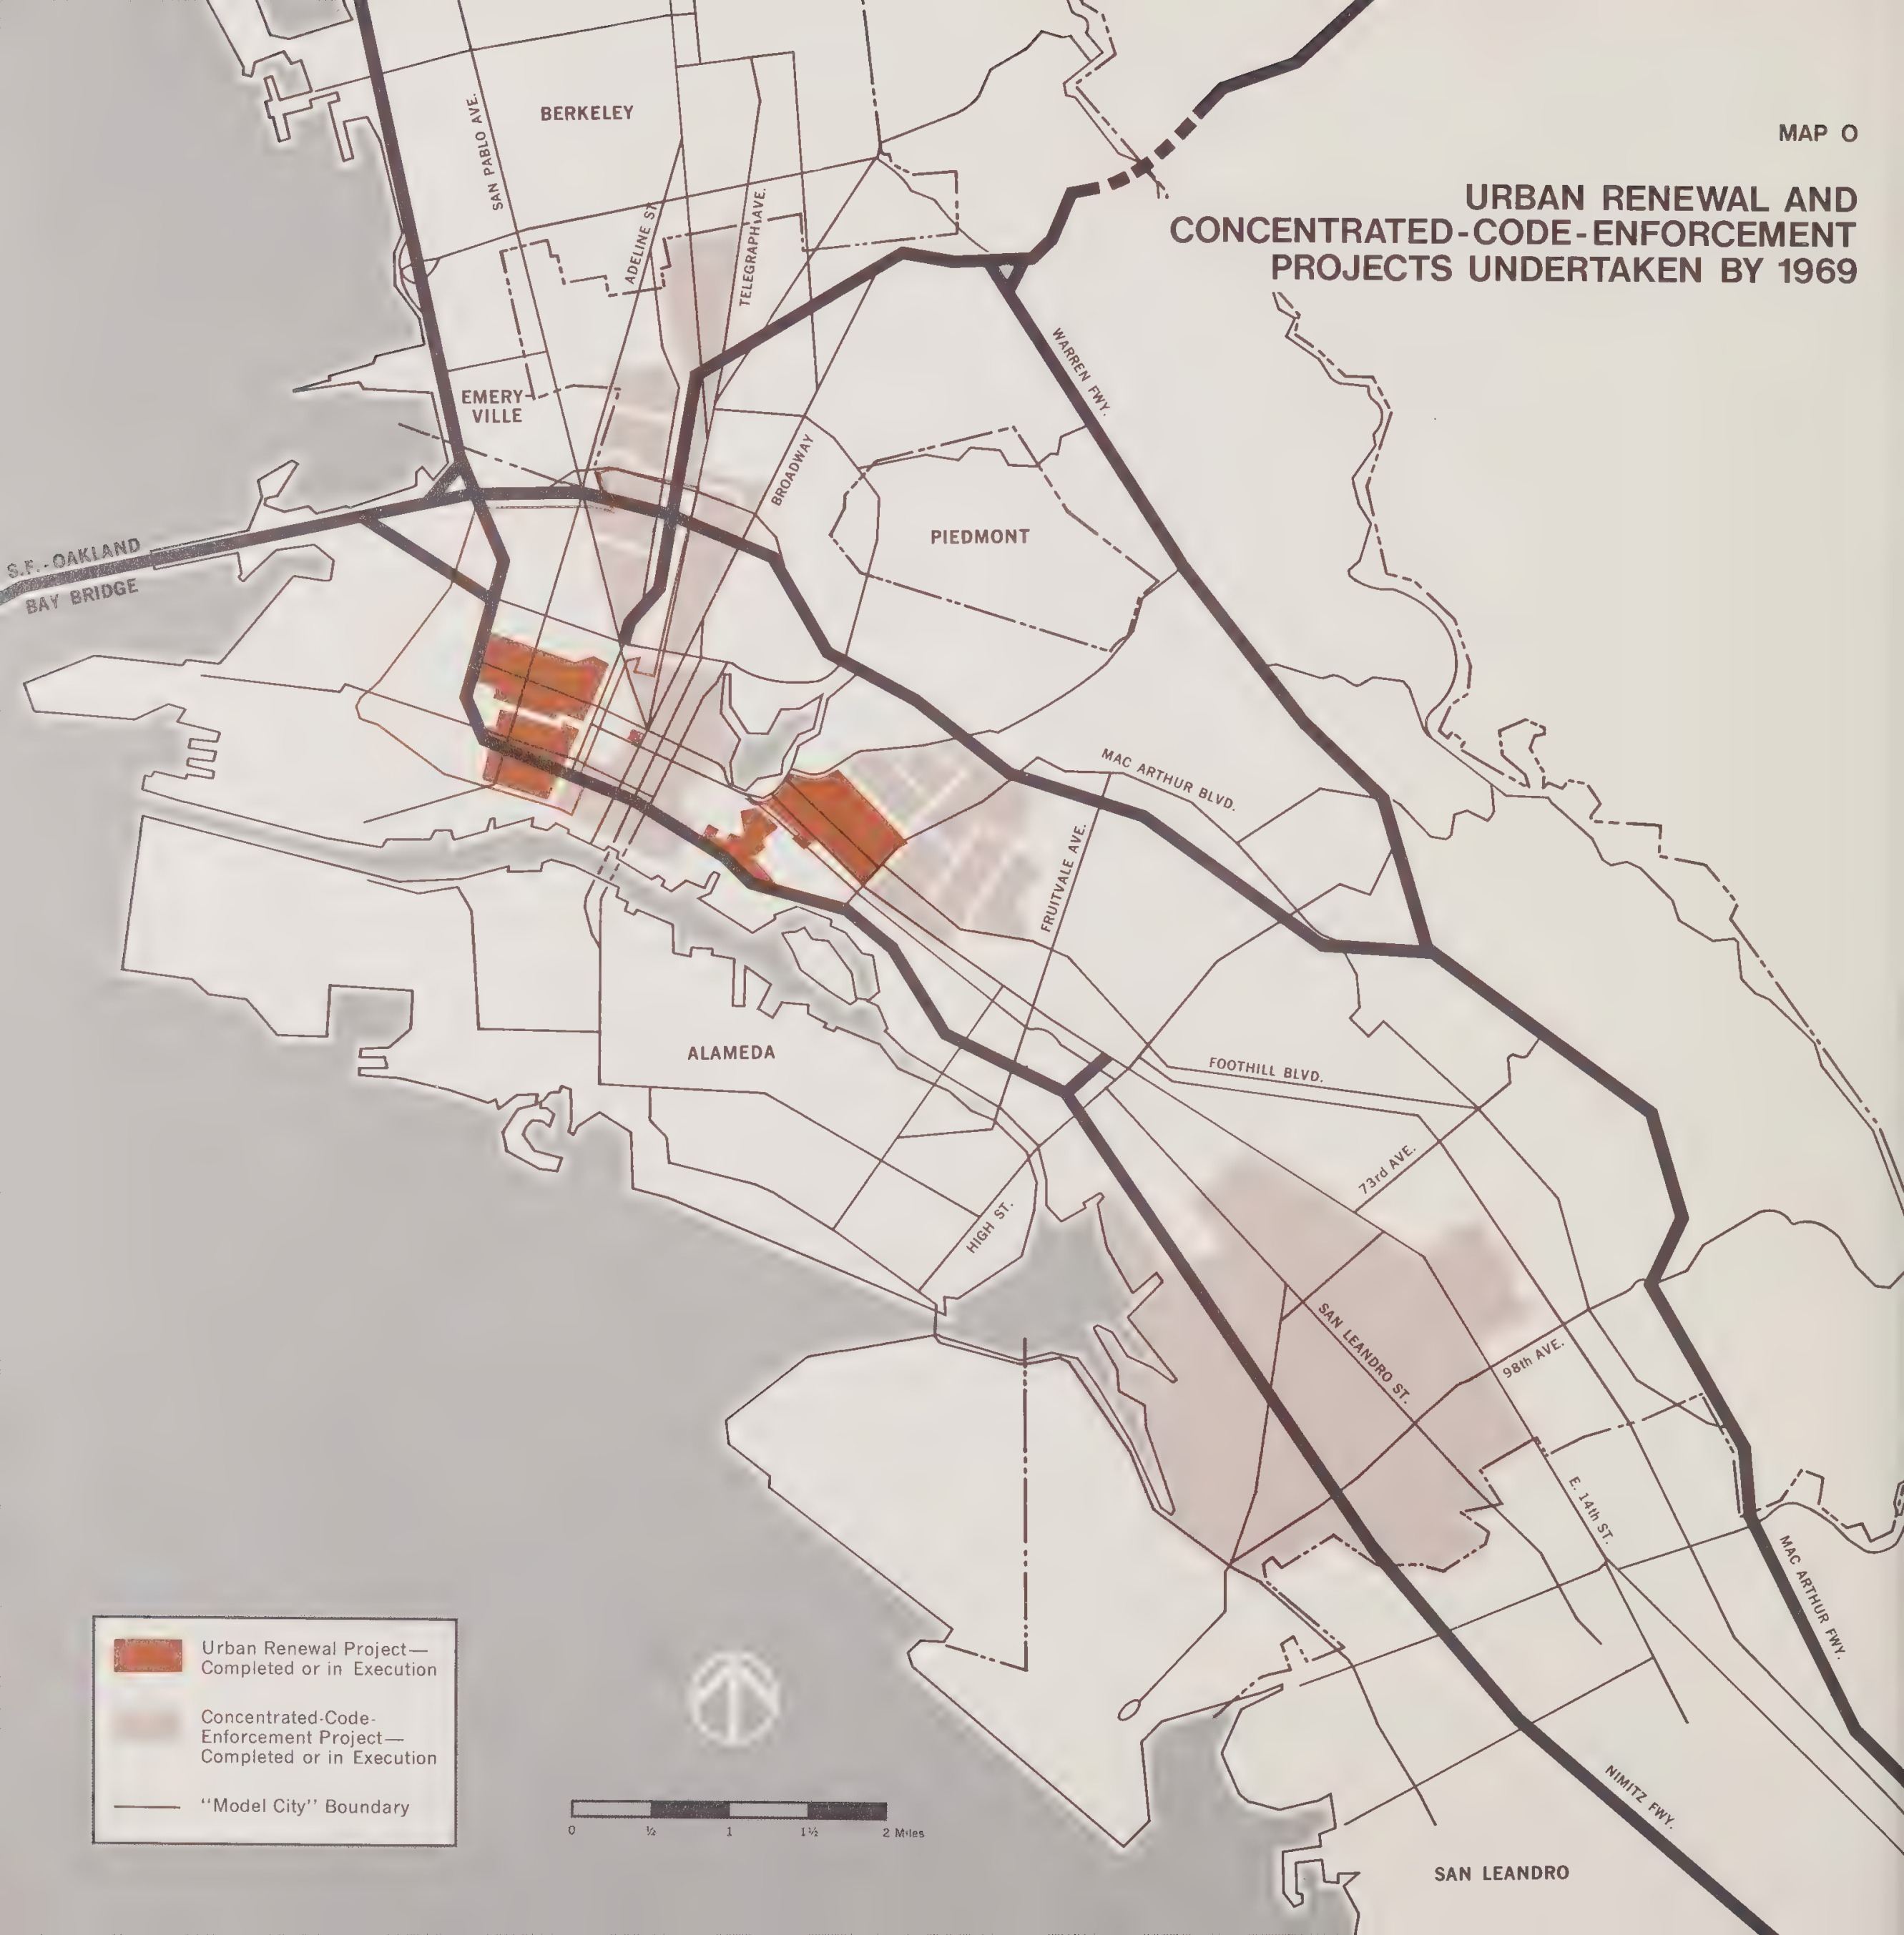 MAP O
URBAN RENEWAL AND
CONCENTRATED-CODE-ENFORCEMENT
PROJECTS UNDERTAKEN BY 1969
BERKELEY
SAN PABLO AVE.
ADELINE ST.
TELEGRAPH AVE.
EMERY-
VILLE
BROADWAY
WARREN FWY.
PIEDMONT
S.F.-OAKLAND
BAY BRIDGE
MAC ARTHUR BLVD.
FRUITVALE AVE.
ALAMEDA
FOOTHILL BLVD.
73rd AVE.
HIGH ST.
SAN LEANDRO ST.
98th AVE.
E. 14th ST.
MAC ARTHUR FWY.
NIMITZ FWY.
SAN LEANDRO
Urban Renewal Project—
Completed or in Execution
Concentrated-Code-
Enforcement Project—
Completed or in Execution
"Model City" Boundary
0 ½ 1 1½ 2 Miles